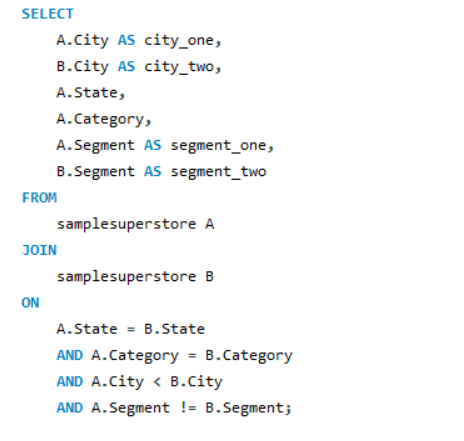 SELECT
A.City AS city_one,
B.City AS city_two,
A.State,
A.Category,
A.Segment AS segment_one,
B.Segment AS segment_two
FROM
samplesuperstore A
JOIN
samplesuperstore B
ON
A.State = B.State
AND A.Category = B.Category
AND A.City < B.City
AND A.Segment != B.Segment;